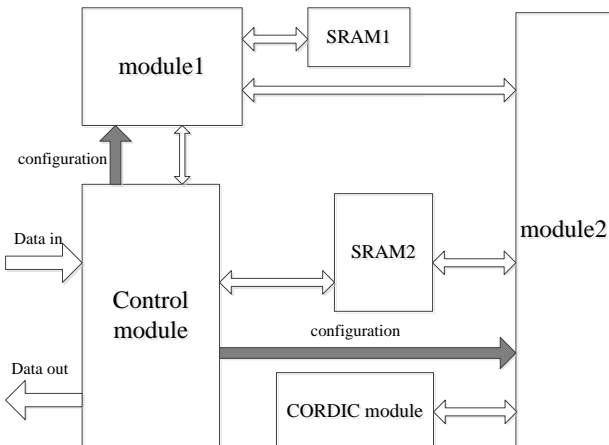 SRAM1
module1
configuration
Data in
module2
SRAM2
Control
module
configuration
Data out
CORDIC module